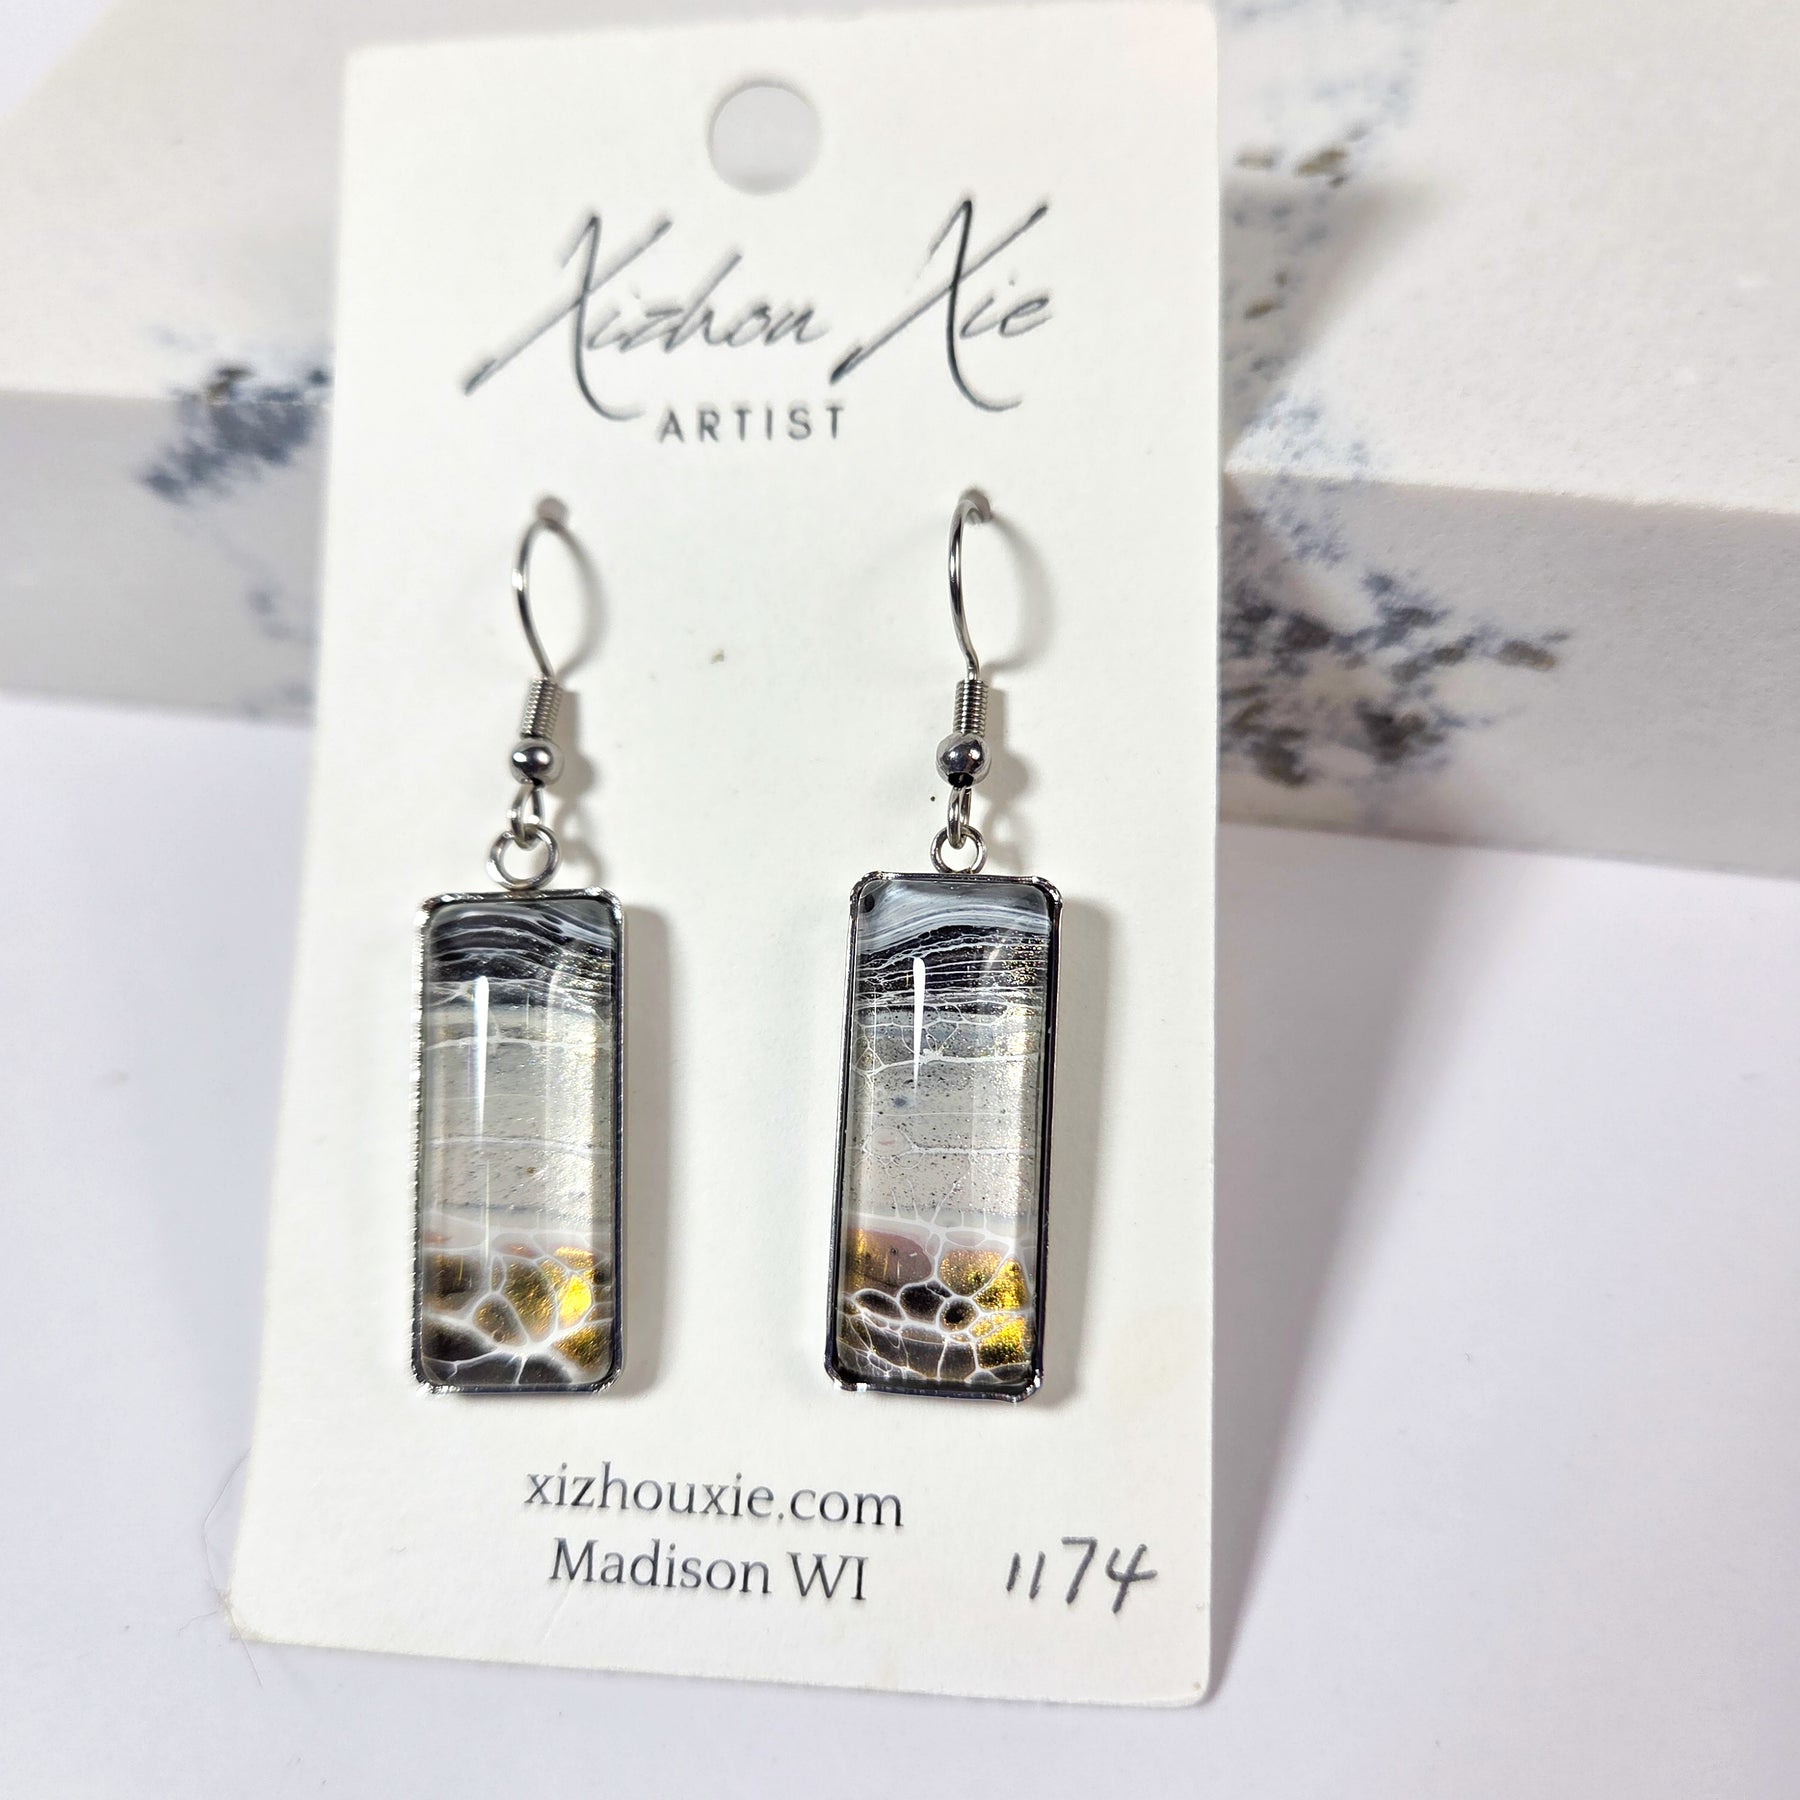 Xizhou Xie
ARTIST
xizhouxie.com
Madison WI
1174